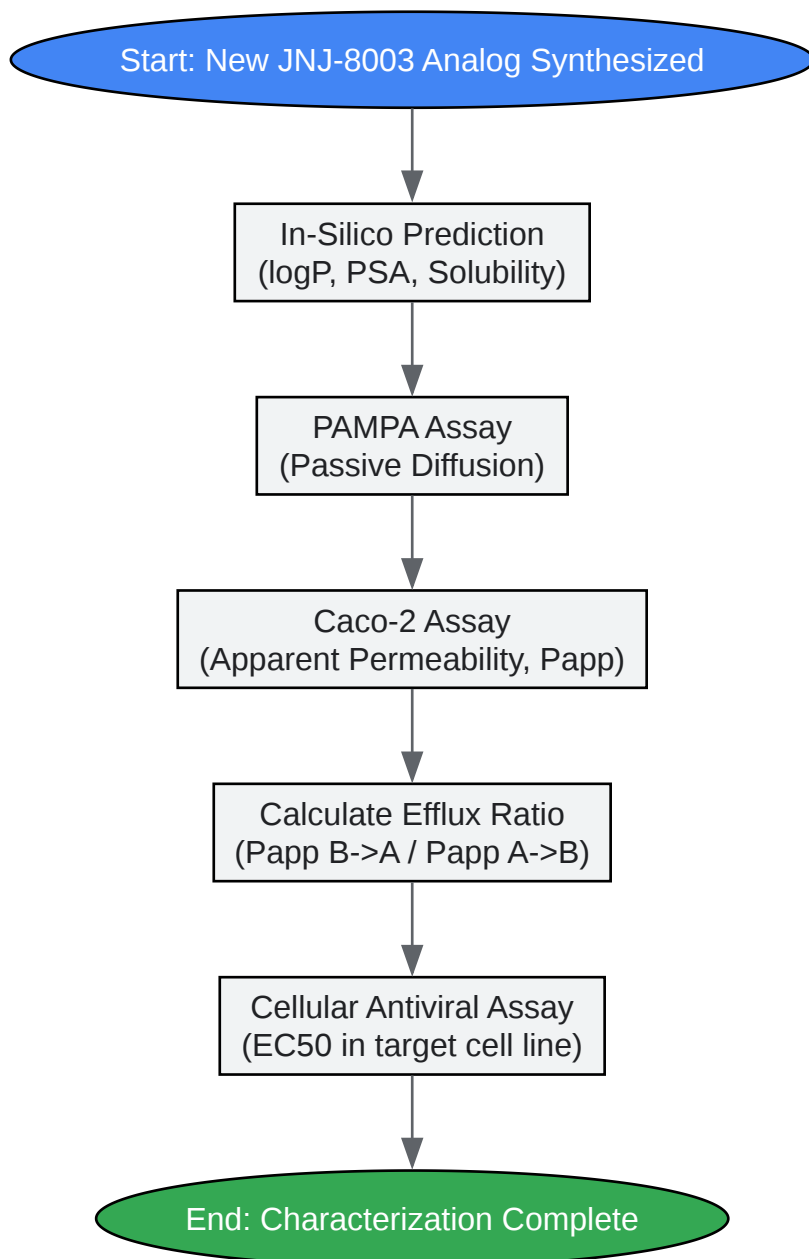 Start: New JNJ-8003 Analog Synthesized
In-Silico Prediction
(logP, PSA, Solubility)
PAMPA Assay
(Passive Diffusion)
Caco-2 Assay
(Apparent Permeability, Papp)
Calculate Efflux Ratio
(Papp B->A / Papp A->B)
Cellular Antiviral Assay
(EC50 in target cell line)
End: Characterization Complete